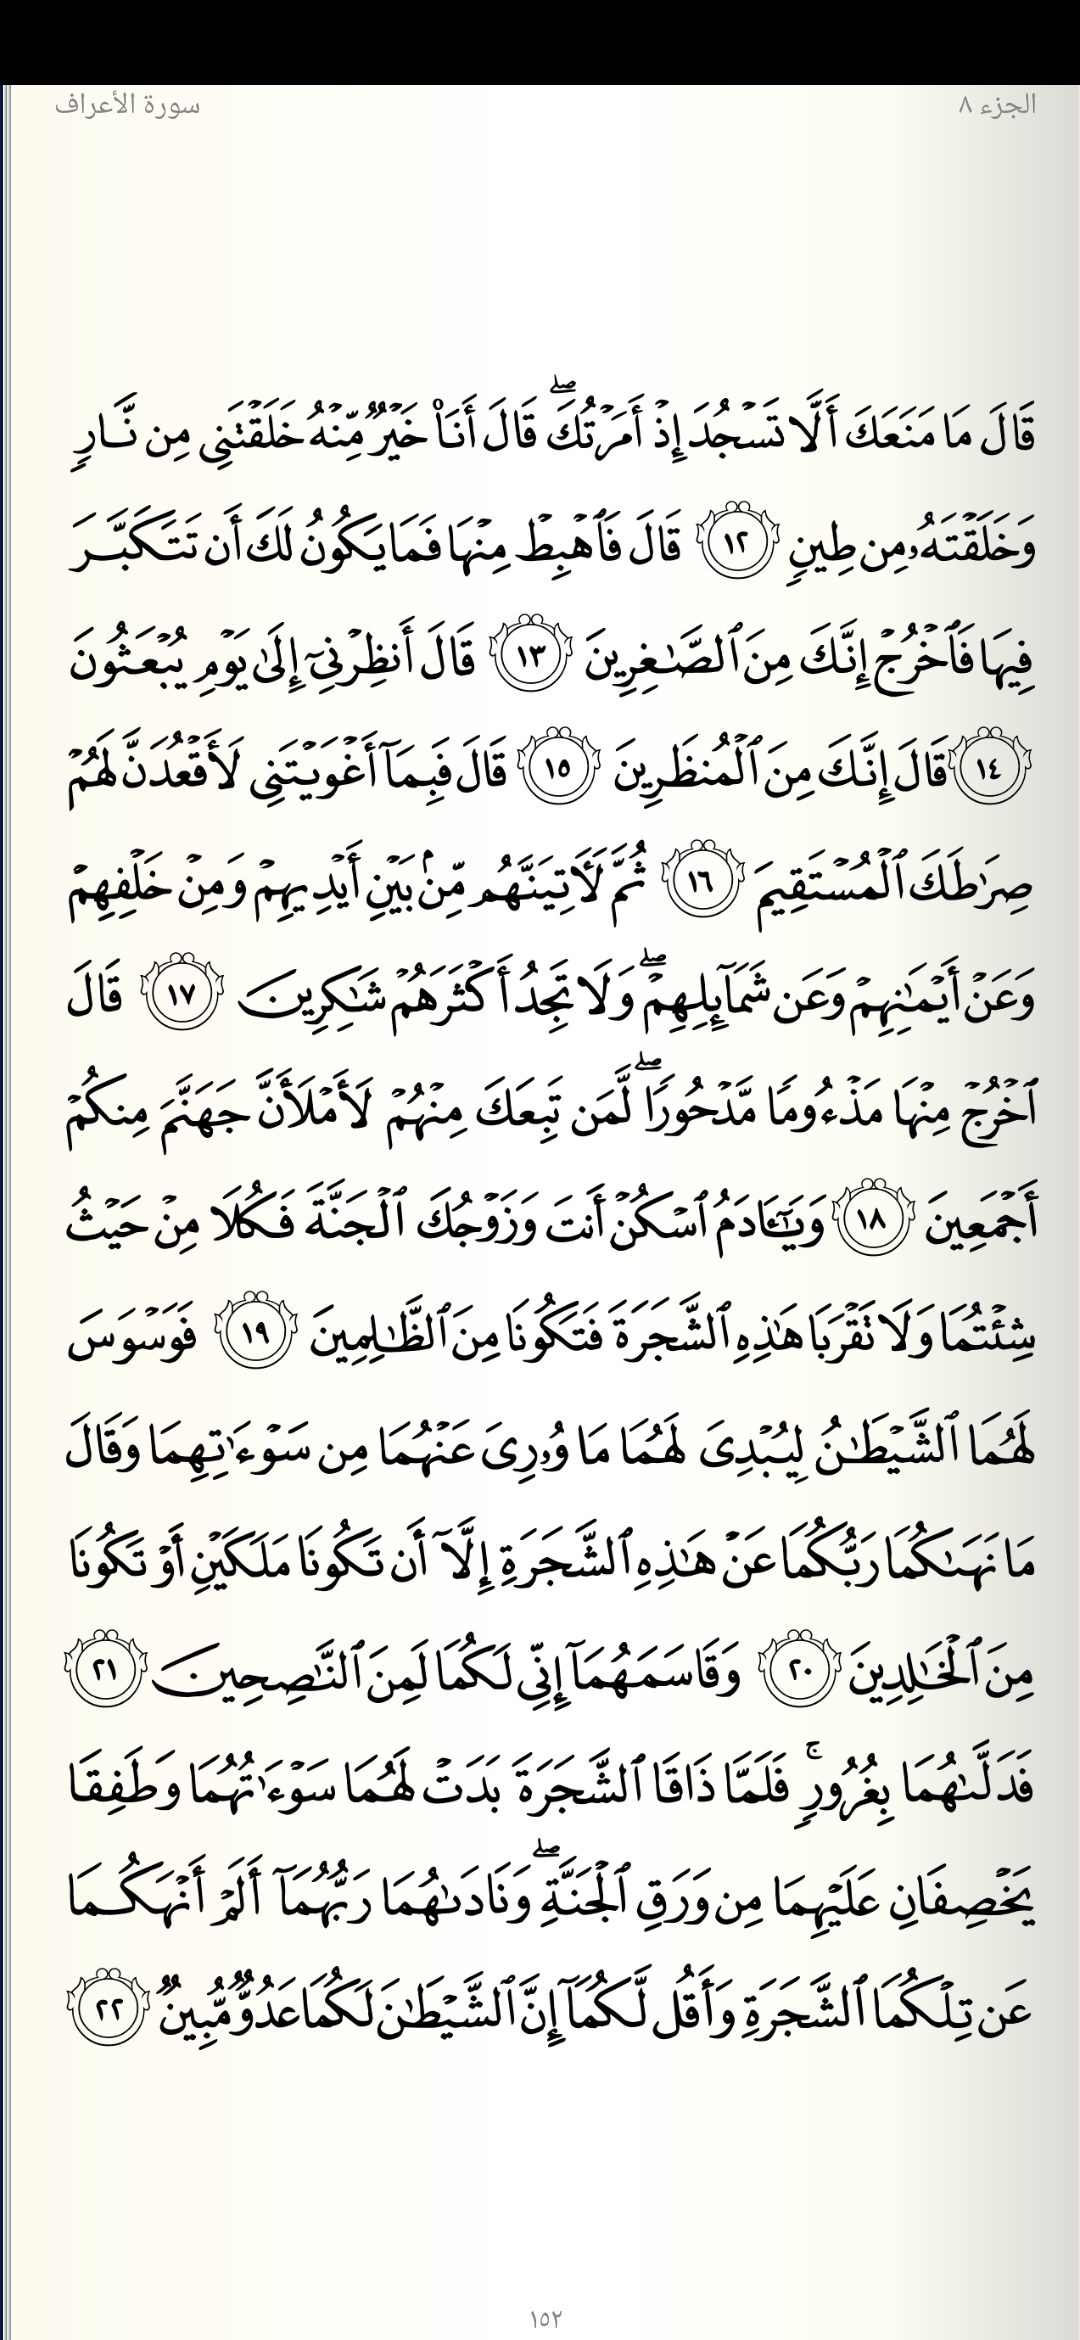 الجزء ٨
سورة الأعراف
قَالَ مَا مَنَعَكَ أَلَّا تَسۡجُدَ إِذۡ أَمَرۡتُكَۖ قَالَ أَنَا۠ خَيۡرٞ مِّنۡهُ خَلَقۡتَنِي مِن نَّارٖ
وَخَلَقۡتَهُۥ مِن طِينٖ ١٢ قَالَ فَٱهۡبِطۡ مِنۡهَا فَمَا يَكُونُ لَكَ أَن تَتَكَبَّرَ
فِيهَا فَٱخۡرُجۡ إِنَّكَ مِنَ ٱلصَّٰغِرِينَ ١٣ قَالَ أَنظِرۡنِيٓ إِلَىٰ يَوۡمِ يُبۡعَثُونَ
١٤ قَالَ إِنَّكَ مِنَ ٱلۡمُنظَرِينَ ١٥ قَالَ فَبِمَآ أَغۡوَيۡتَنِي لَأَقۡعُدَنَّ لَهُمۡ
صِرَٰطَكَ ٱلۡمُسۡتَقِيمَ ١٦ ثُمَّ لَأٓتِيَنَّهُم مِّنۢ بَيۡنِ أَيۡدِيهِمۡ وَمِنۡ خَلۡفِهِمۡ
وَعَنۡ أَيۡمَٰنِهِمۡ وَعَن شَمَآئِلِهِمۡۖ وَلَا تَجِدُ أَكۡثَرَهُمۡ شَٰكِرِينَ ١٧ قَالَ
ٱخۡرُجۡ مِنۡهَا مَذۡءُومٗا مَّدۡحُورٗاۖ لَّمَن تَبِعَكَ مِنۡهُمۡ لَأَمۡلَأَنَّ جَهَنَّمَ مِنكُمۡ
أَجۡمَعِينَ ١٨ وَيَٰٓـَٔادَمُ ٱسۡكُنۡ أَنتَ وَزَوۡجُكَ ٱلۡجَنَّةَ فَكُلَا مِنۡ حَيۡثُ
شِئۡتُمَا وَلَا تَقۡرَبَا هَٰذِهِ ٱلشَّجَرَةَ فَتَكُونَا مِنَ ٱلظَّٰلِمِينَ ١٩ فَوَسۡوَسَ
لَهُمَا ٱلشَّيۡطَٰنُ لِيُبۡدِيَ لَهُمَا مَا وُۥرِيَ عَنۡهُمَا مِن سَوۡءَٰتِهِمَا وَقَالَ
مَا نَهَىٰكُمَا رَبُّكُمَا عَنۡ هَٰذِهِ ٱلشَّجَرَةِ إِلَّآ أَن تَكُونَا مَلَكَيۡنِ أَوۡ تَكُونَا
مِنَ ٱلۡخَٰلِدِينَ ٢٠ وَقَاسَمَهُمَآ إِنِّي لَكُمَا لَمِنَ ٱلنَّٰصِحِينَ ٢١
فَدَلَّىٰهُمَا بِغُرُورٖۚ فَلَمَّا ذَاقَا ٱلشَّجَرَةَ بَدَتۡ لَهُمَا سَوۡءَٰتُهُمَا وَطَفِقَا
يَخۡصِفَانِ عَلَيۡهِمَا مِن وَرَقِ ٱلۡجَنَّةِۖ وَنَادَىٰهُمَا رَبُّهُمَآ أَلَمۡ أَنۡهَكُمَا
عَن تِلۡكُمَا ٱلشَّجَرَةِ وَأَقُل لَّكُمَآ إِنَّ ٱلشَّيۡطَٰنَ لَكُمَا عَدُوّٞ مُّبِينٞ ٢٢
١٥٢